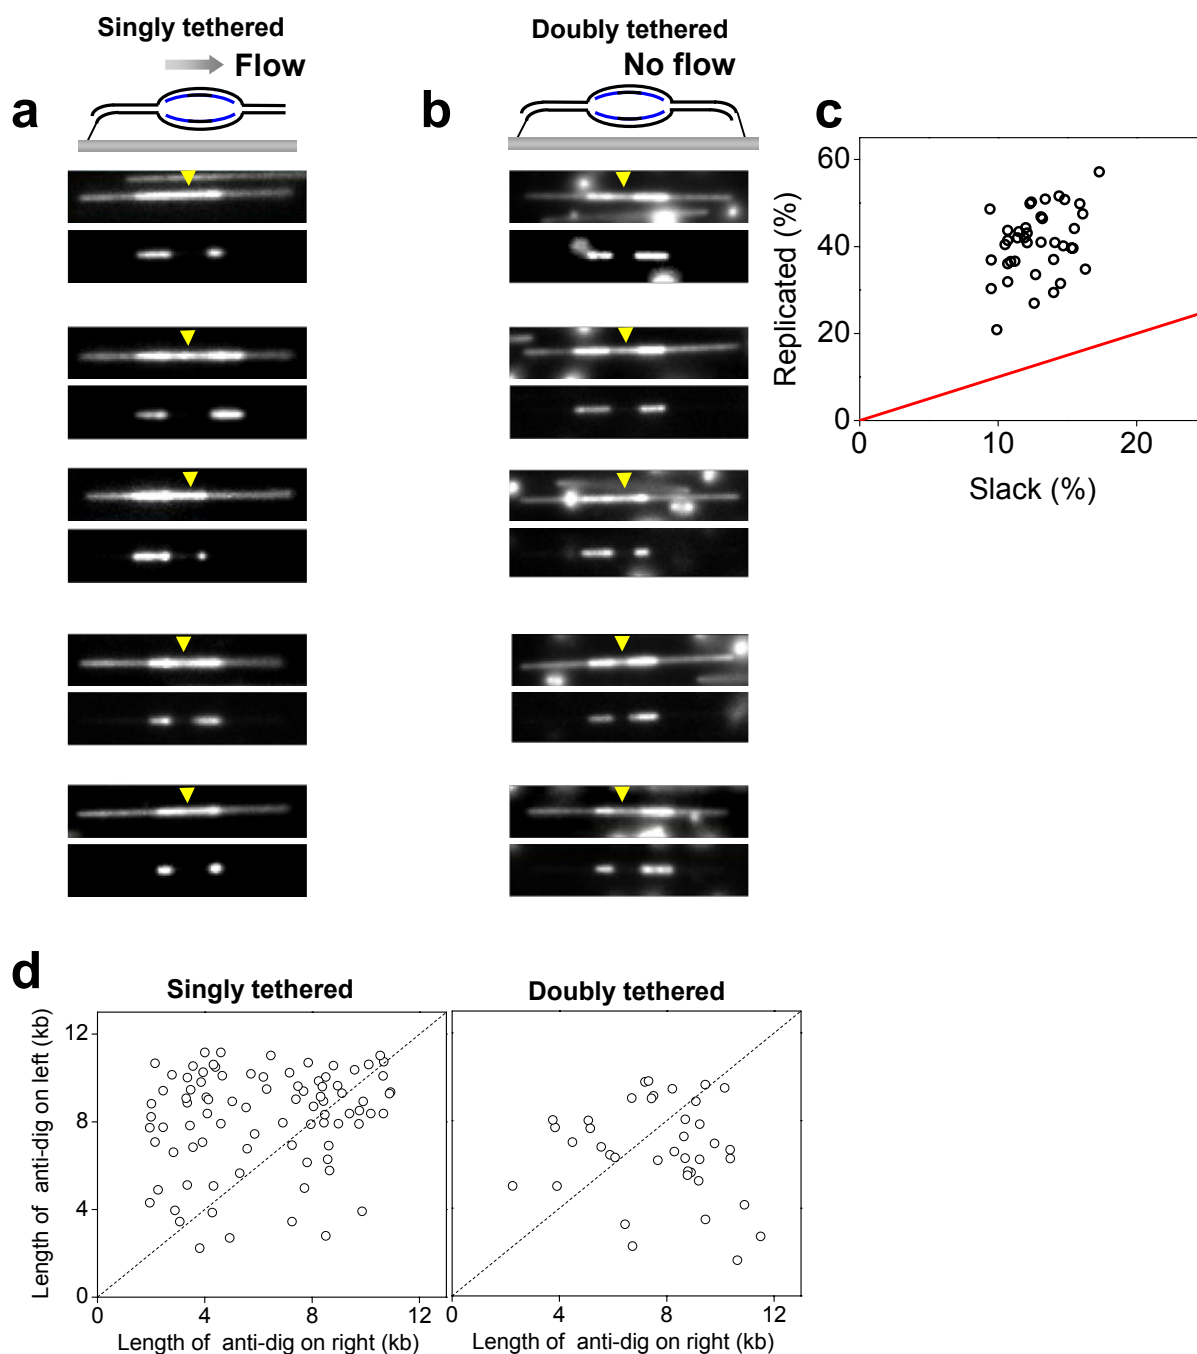 Singly tethered
Flow
a
Doubly tethered
No flow
b
c
60
40
20
0
Replicated (%)
0 10 20
Slack (%)
d
Singly tethered
Doubly tethered
Length of anti-dig on left (kb)
12
8
4
0
0 4 8 12
Length of anti-dig on right (kb)
0 4 8 12
Length of anti-dig on right (kb)